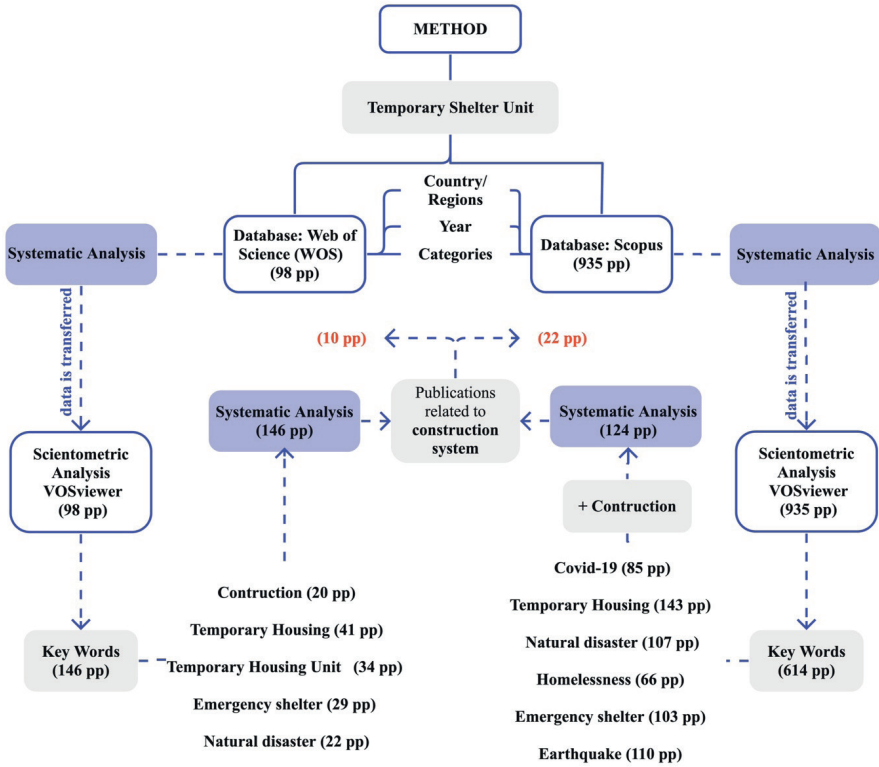 METHOD
Temporary Shelter Unit
Country/
Regions
Year
Categories
Systematic Analysis
Database: Web of
Science (WOS)
(98 pp)
Database: Scopus
(935 pp)
Systematic Analysis
data is transferred
(10 pp)
(22 pp)
data is transferred
Systematic Analysis
(146 pp)
Publications
related to
construction
system
Systematic Analysis
(124 pp)
Scientometric
Analysis
VOSviewer
(98 pp)
Scientometric
Analysis
VOSviewer
(935 pp)
+ Contruction
Contruction (20 pp)
Temporary Housing (41 pp)
Temporary Housing Unit (34 pp)
Emergency shelter (29 pp)
Natural disaster (22 pp)
Covid-19 (85 pp)
Temporary Housing (143 pp)
Natural disaster (107 pp)
Homelessness (66 pp)
Emergency shelter (103 pp)
Earthquake (110 pp)
Key Words
(146 pp)
Key Words
(614 pp)